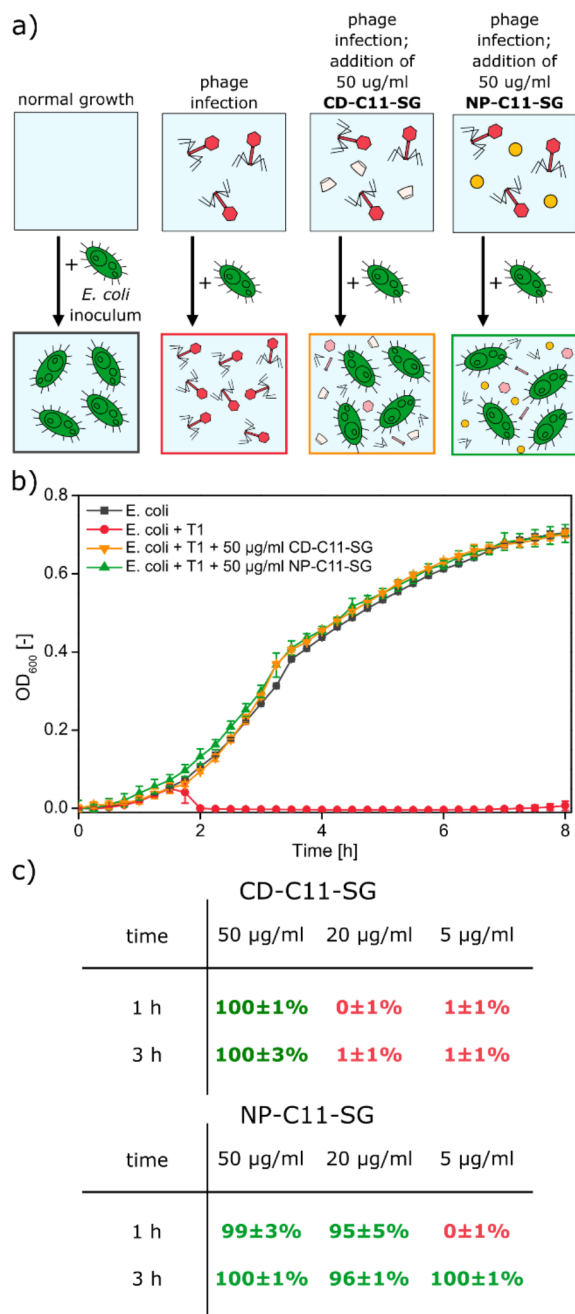 a)
normal growth
phage
infection
phage
infection;
addition of
50 ug/ml
CD-C11-SG
phage
infection;
addition of
50 ug/ml
NP-C11-SG
+
E. coli
inoculum
+
+
+
b)
0.8
0.6
0.4
0.2
0.0
OD600 [-]
E. coli
E. coli + T1
E. coli + T1 + 50 µg/ml CD-C11-SG
E. coli + T1 + 50 µg/ml NP-C11-SG
0 2 4 6 8
Time [h]
c)
CD-C11-SG
time 50 µg/ml 20 µg/ml 5 µg/ml
1 h 100±1% 0±1% 1±1%
3 h 100±3% 1±1% 1±1%
NP-C11-SG
time 50 µg/ml 20 µg/ml 5 µg/ml
1 h 99±3% 95±5% 0±1%
3 h 100±1% 96±1% 100±1%